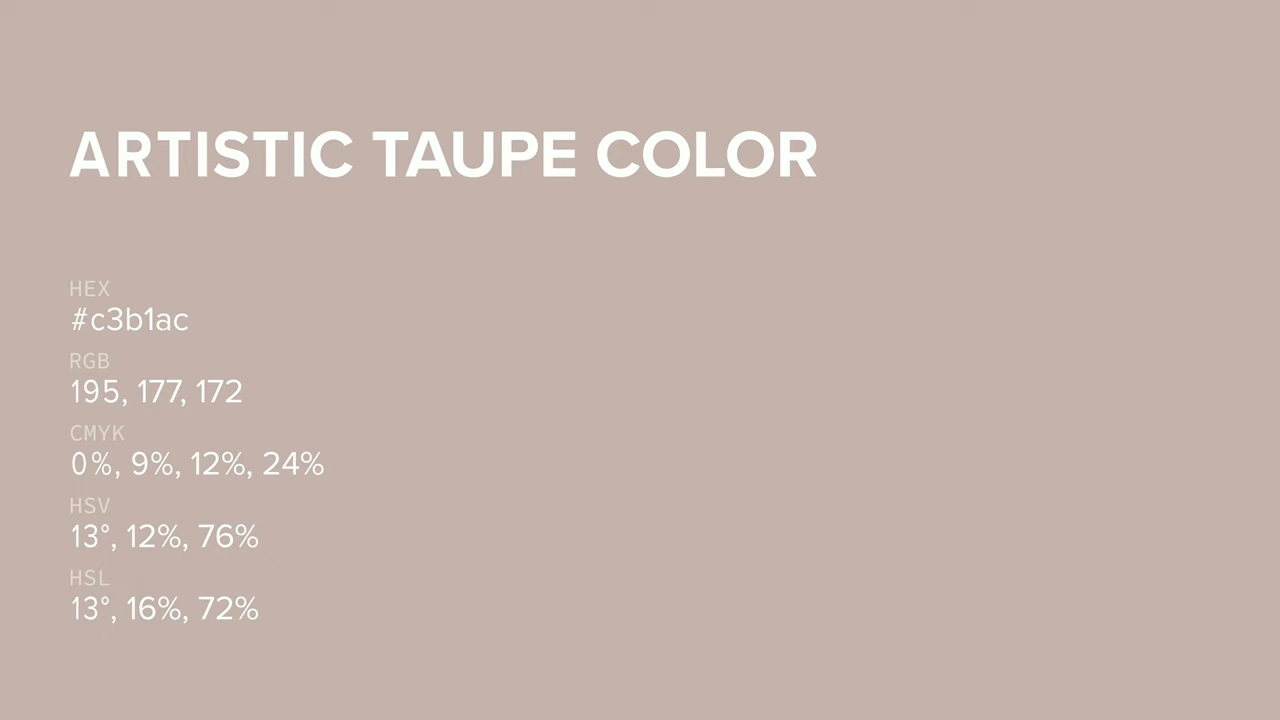 ARTISTIC TAUPE COLOR
HEX
#c3b1ac
RGB
195, 177, 172
CMYK
0%, 9%, 12%, 24%
HSV
13°, 12%, 76%
HSL
13°, 16%, 72%